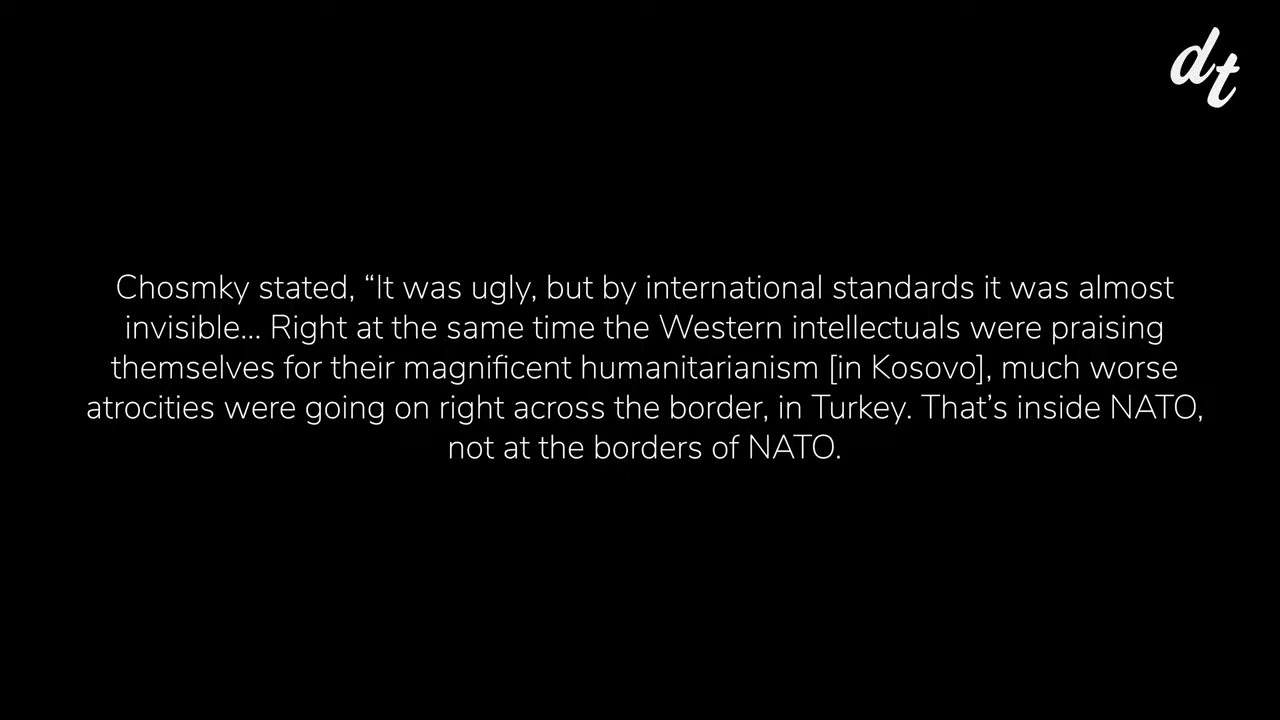 dt
Chosmky stated, “It was ugly, but by international standards it was almost
invisible... Right at the same time the Western intellectuals were praising
themselves for their magnificent humanitarianism [in Kosovo], much worse
atrocities were going on right across the border, in Turkey. That’s inside NATO,
not at the borders of NATO.